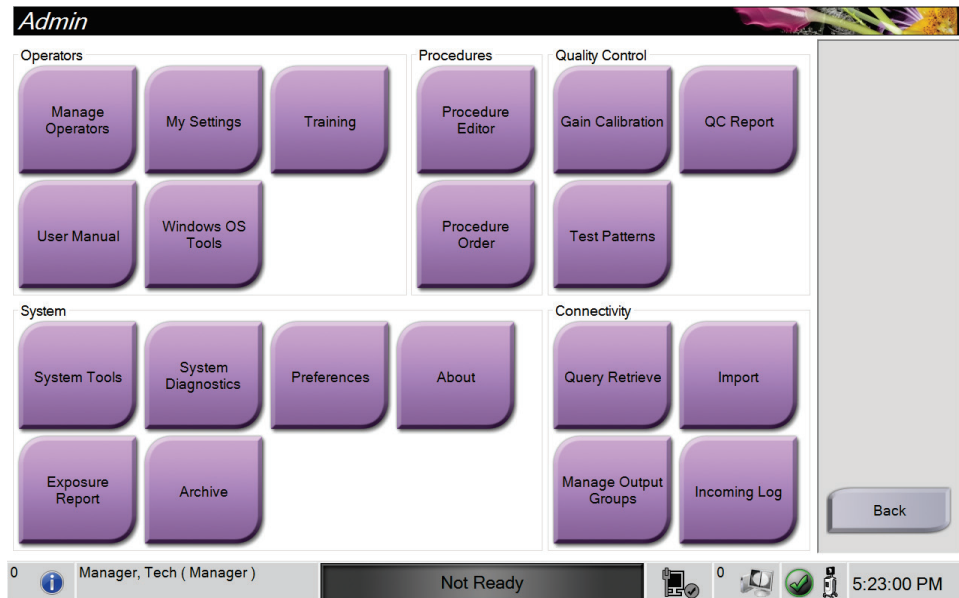 Admin
Operators
Manage
Operators
My Settings
Training
User Manual
Windows OS
Tools
Procedures
Procedure
Editor
Procedure
Order
Quality Control
Gain Calibration
QC Report
Test Patterns
System
System Tools
System
Diagnostics
Preferences
About
Exposure
Report
Archive
Connectivity
Query Retrieve
Import
Manage Output
Groups
Incoming Log
Back
0
Manager, Tech ( Manager )
Not Ready
0
5:23:00 PM